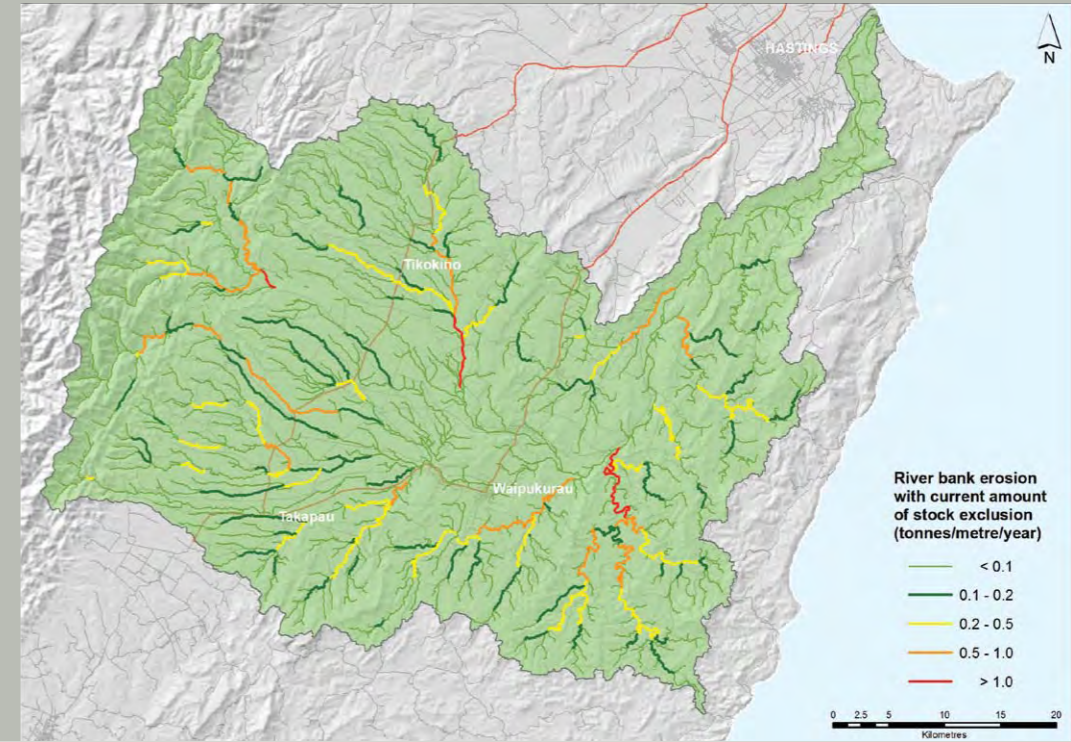 HASTINGS
N
Tikokino
Waipukurau
Takapau
River bank erosion
with current amount
of stock exclusion
(tonnes/metre/year)
< 0.1
0.1 - 0.2
0.2 - 0.5
0.5 - 1.0
> 1.0
0 2.5 5 10 15 20
Kilometres